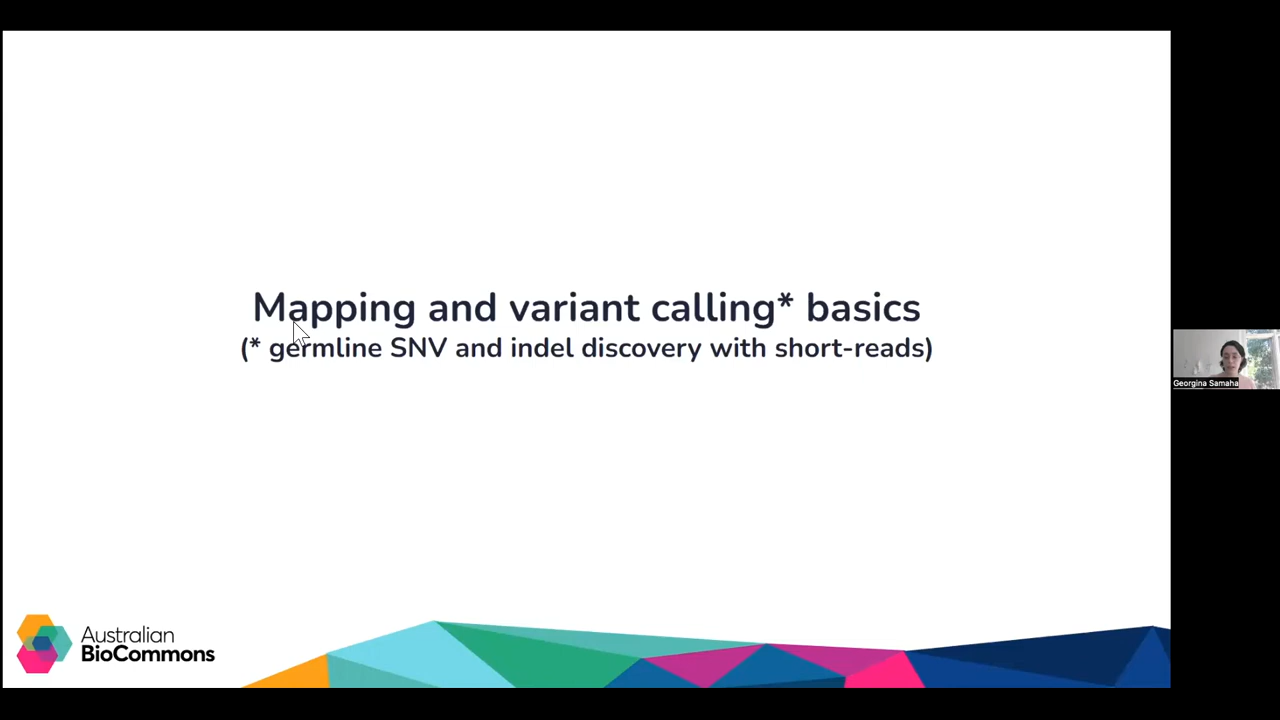 Mapping and variant calling* basics
(* germline SNV and indel discovery with short-reads)
Georgina Samaha
Australian
BioCommons